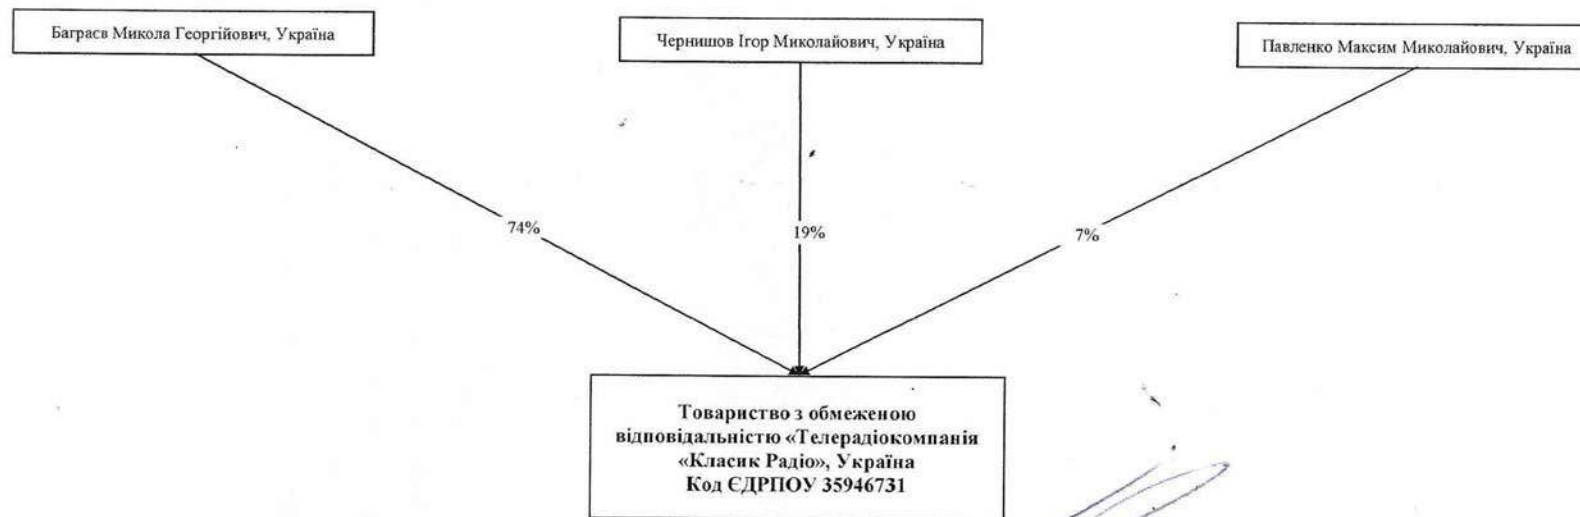 Баграєв Микола Георгійович, Україна
Чернишов Ігор Миколайович, Україна
Павленко Максим Миколайович, Україна
74%
19%
7%
Товариство з обмеженою
відповідальністю «Телерадіокомпанія
«Класик Радіо», Україна
Код ЄДРПОУ 35946731